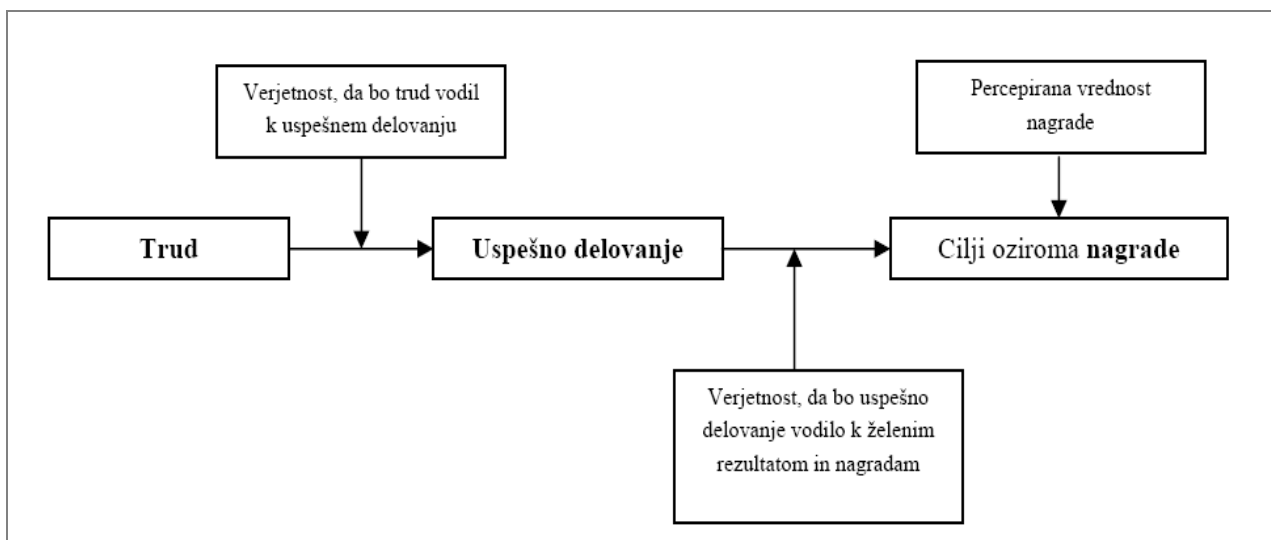 Verjetnost, da bo trud vodil
k uspešnem delovanju
Percepirana vrednost
nagrade
Trud
Uspešno delovanje
Cilji oziroma nagrade
Verjetnost, da bo uspešno
delovanje vodilo k želenim
rezultatom in nagradam